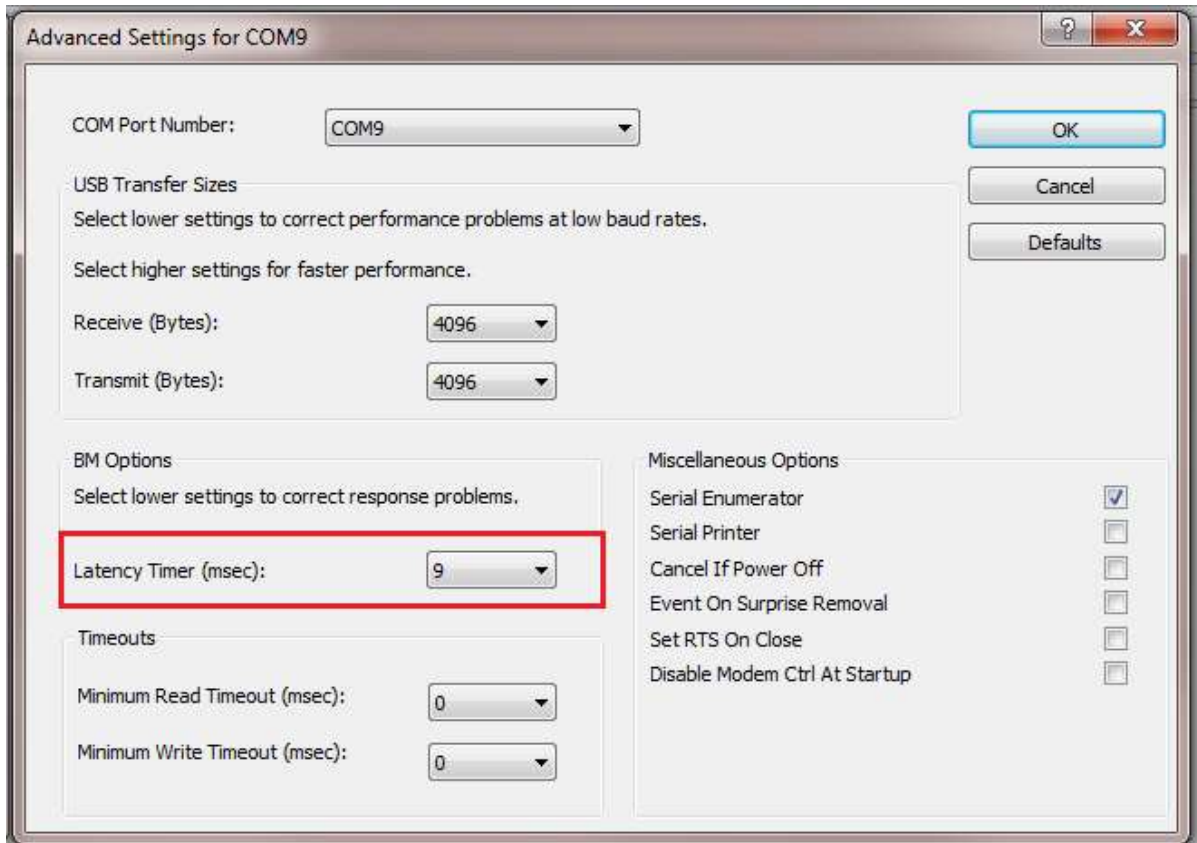 Advanced Settings for COM9
?
X
COM Port Number:
COM9
OK
USB Transfer Sizes
Cancel
Select lower settings to correct performance problems at low baud rates.
Defaults
Select higher settings for faster performance.
Receive (Bytes):
4096
Transmit (Bytes):
4096
BM Options
Select lower settings to correct response problems.
Latency Timer (msec):
9
Timeouts
Minimum Read Timeout (msec):
0
Minimum Write Timeout (msec):
0
Miscellaneous Options
Serial Enumerator
Serial Printer
Cancel If Power Off
Event On Surprise Removal
Set RTS On Close
Disable Modem Ctrl At Startup